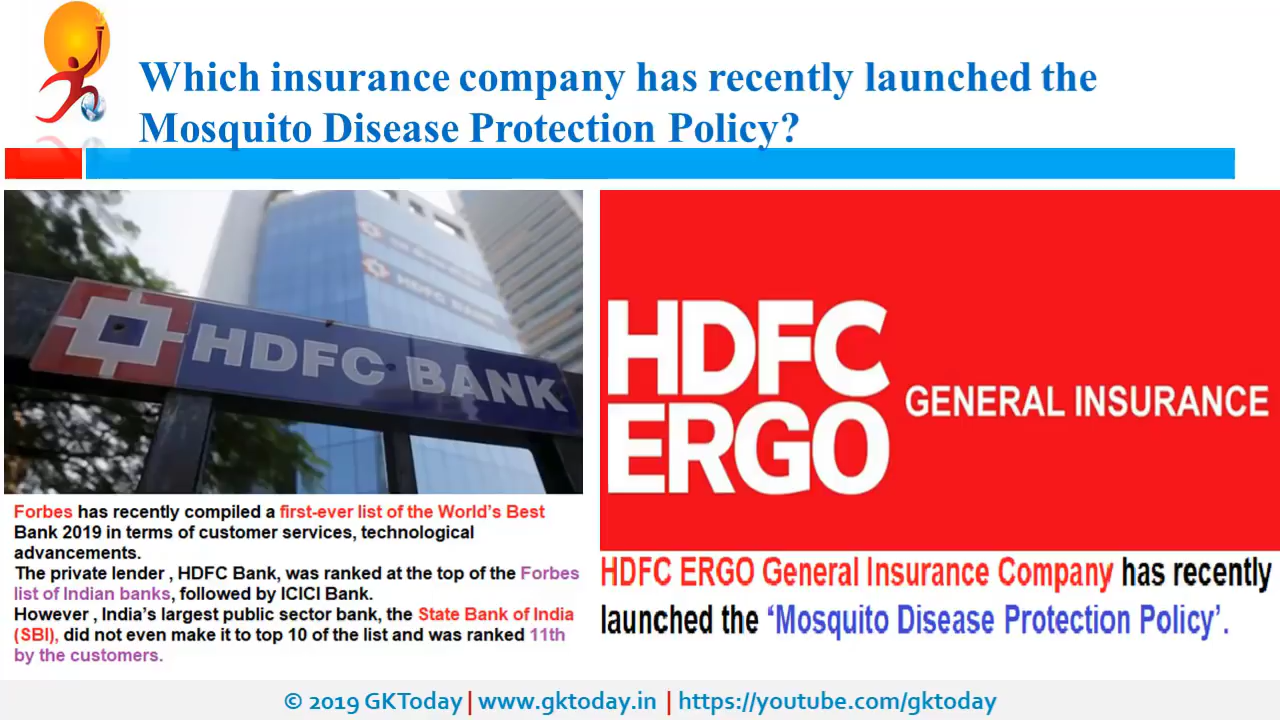 Which insurance company has recently launched the
Mosquito Disease Protection Policy?
HDFC BANK
Forbes has recently compiled a first-ever list of the World's Best
Bank 2019 in terms of customer services, technological
advancements.
The private lender , HDFC Bank, was ranked at the top of the Forbes
list of Indian banks, followed by ICICI Bank.
However , India's largest public sector bank, the State Bank of India
(SBI), did not even make it to top 10 of the list and was ranked 11th
by the customers.
HDFC
ERGO
GENERAL INSURANCE
HDFC ERGO General Insurance Company has recently
launched the ‘Mosquito Disease Protection Policy’.
© 2019 GKToday | www.gktoday.in | https://youtube.com/gktoday